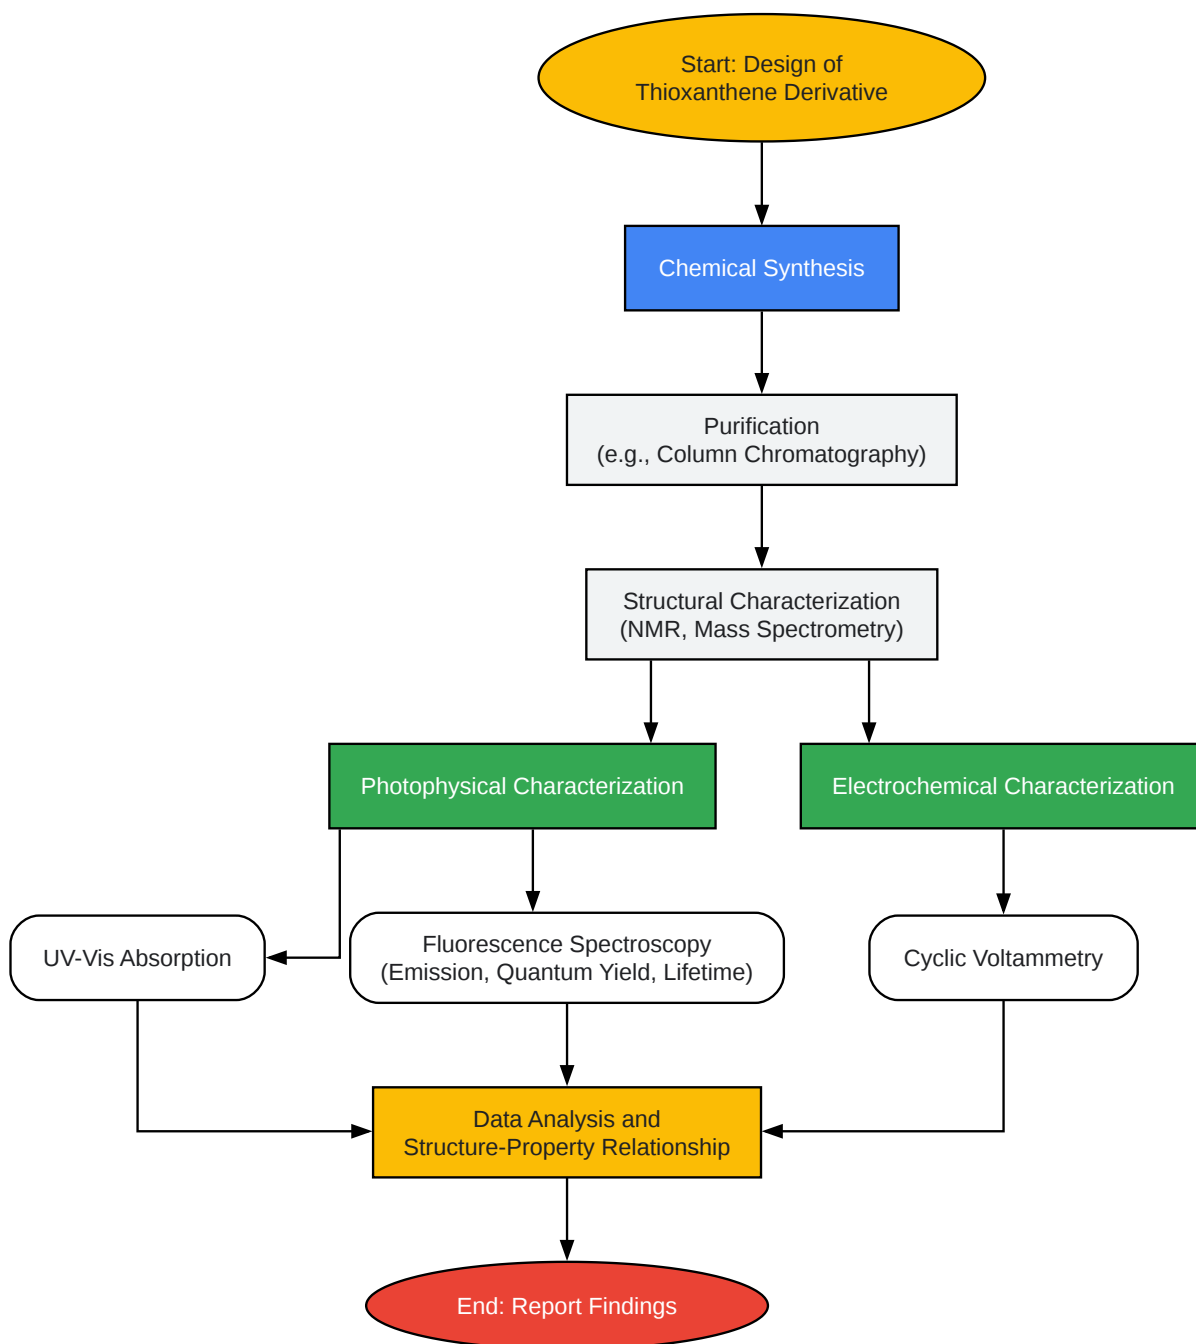 Start: Design of
Thioxanthene Derivative
Chemical Synthesis
Purification
(e.g., Column Chromatography)
Structural Characterization
(NMR, Mass Spectrometry)
Photophysical Characterization
Electrochemical Characterization
UV-Vis Absorption
Fluorescence Spectroscopy
(Emission, Quantum Yield, Lifetime)
Cyclic Voltammetry
Data Analysis and
Structure-Property Relationship
End: Report Findings